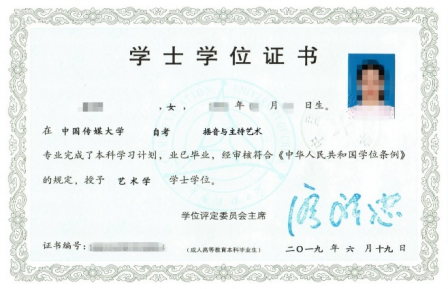 学士学位证书
,女, 年 月 日生。
在 中国传媒大学 自考 播音与主持艺术
专业完成了本科学习计划，业已毕业，经审核符合《中华人民共和国学位条例》
的规定，授予 艺术学 学士学位。
学位评定委员会主席
证书编号：
(成人高等教育本科毕业生)
二〇一九年 六月十九日